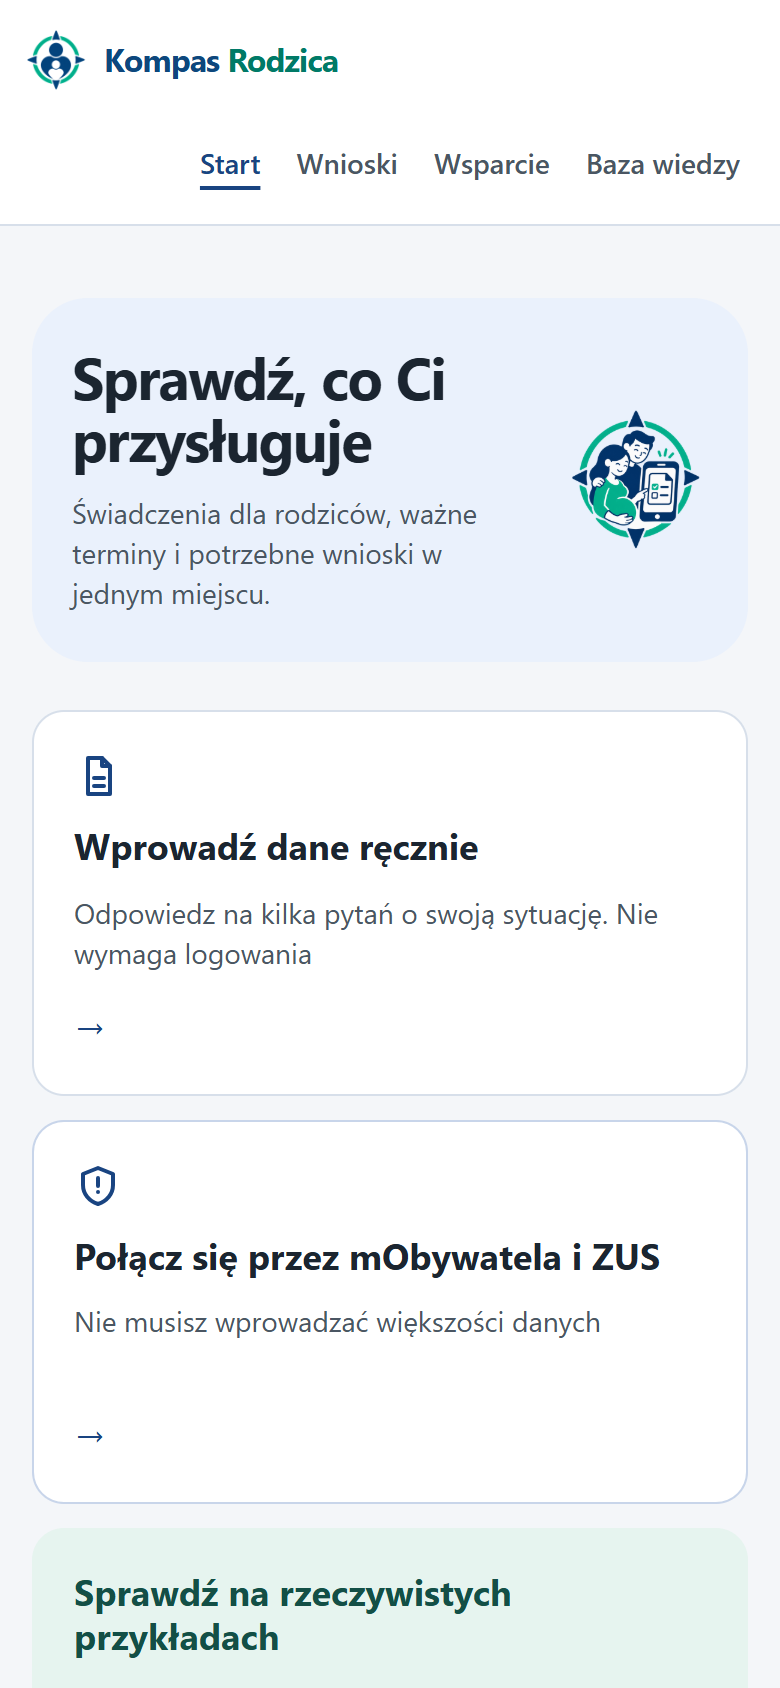 Kompas Rodzica
Start Wnioski Wsparcie Baza wiedzy
Sprawdź, co Ci
przysługuje
Świadczenia dla rodziców, ważne
terminy i potrzebne wnioski w
jednym miejscu.
Wprowadź dane ręcznie
Odpowiedz na kilka pytań o swoją sytuację. Nie
wymaga logowania
→
Połącz się przez mObywatela i ZUS
Nie musisz wprowadzać większości danych
→
Sprawdź na rzeczywistych
przykładach